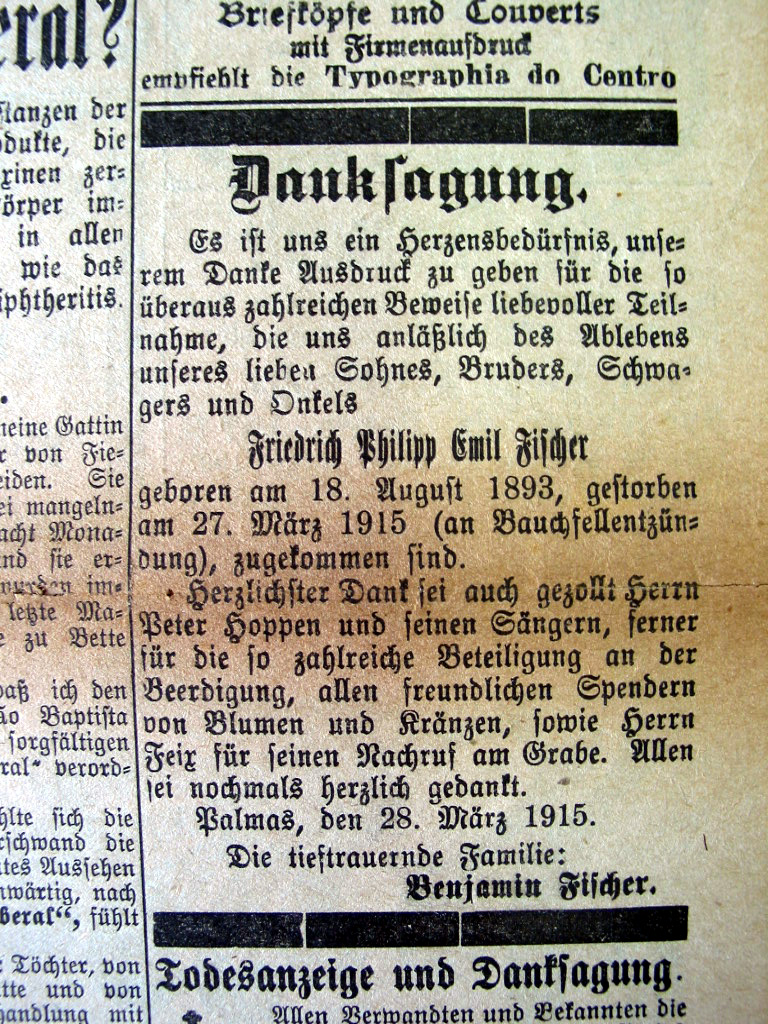 eral?
flanzen der
odukte, die
rinen zer-
örper im-
in allen
wie das
iphtheritis.
meine Gattin
r von Fie-
eiden. Sie
ei mangeln-
acht Mona-
nd sie er-
wurden im-
letzte Ma-
e zu Bette
daß ich den
ão Baptista
sorgfältigen
ral" verord-
hlte sich die
rschwand die
tes Aussehen
nwärtig, nach
beral“, fühlt
Töchter, von
tte und von
handlung mit
Briefköpfe und Couverts
mit Firmenaufdruck
empfiehlt die Typographia do Centro
Danksagung.
Es ist uns ein Herzensbedürfnis, unse-
rem Danke Ausdruck zu geben für die so
überaus zahlreichen Beweise liebevoller Teil-
nahme, die uns anläßlich des Ablebens
unseres lieben Sohnes, Bruders, Schwa-
gers und Onkels
Friedrich Philipp Emil Fischer
geboren am 18. August 1893, gestorben
am 27. März 1915 (an Bauchfellentzün-
dung), zugekommen sind.
Herzlichster Dank sei auch gezollt Herrn
Peter Hoppen und seinen Sängern, ferner
für die so zahlreiche Beteiligung an der
Beerdigung, allen freundlichen Spendern
von Blumen und Kränzen, sowie Herrn
Feix für seinen Nachruf am Grabe. Allen
sei nochmals herzlich gedankt.
Palmas, den 28. März 1915.
Die tieftrauernde Familie:
Benjamin Fischer.
Todesanzeige und Danksagung.
Allen Verwandten und Bekannten die